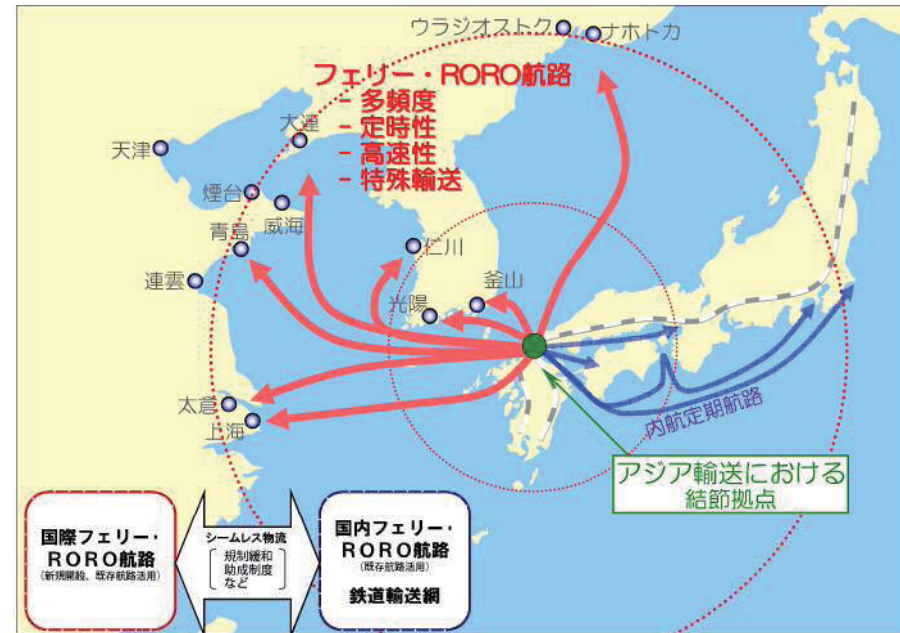 ウラジオストク
ナホトカ
フェリー・RORO航路
- 多頻度
- 定時性
- 高速性
- 特殊輸送
大連
天津
煙台
威海
青島
仁川
連雲
釜山
光陽
太倉
上海
内航定期航路
アジア輸送における
結節拠点
国際フェリー・
RORO航路
(新規開設、既存航路活用)
シームレス物流
規制緩和
助成制度
など
国内フェリー・
RORO航路
(既存航路活用)
鉄道輸送網